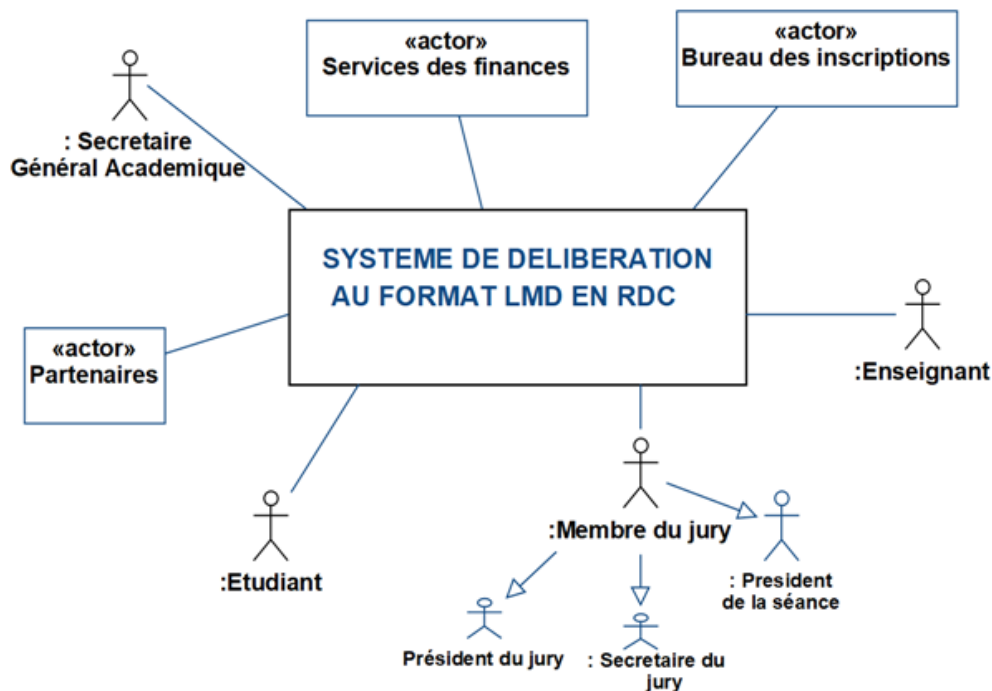 «actor»
Services des finances
«actor»
Bureau des inscriptions
: Secretaire
Général Academique
SYSTEME DE DELIBERATION
AU FORMAT LMD EN RDC
«actor»
Partenaires
:Enseignant
:Etudiant
:Membre du jury
: President
de la séance
Président du jury
: Secretaire du
jury